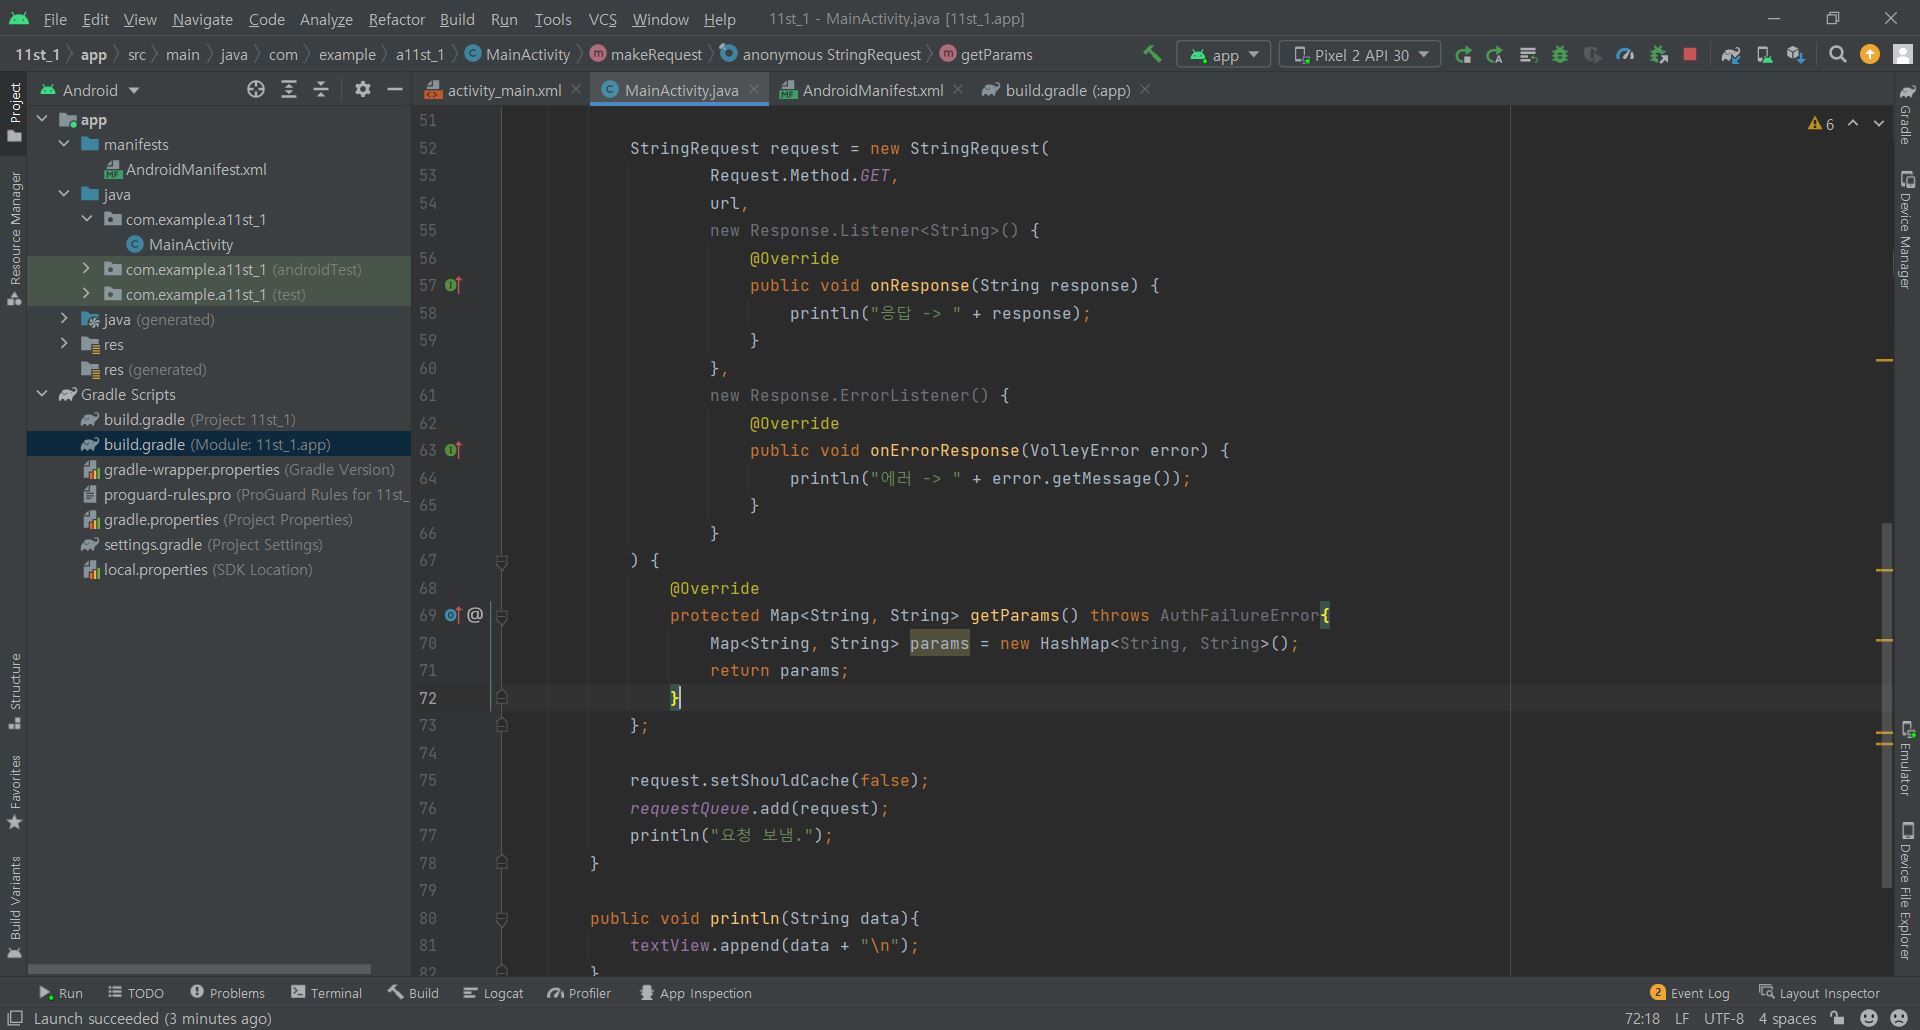 File Edit View Navigate Code Analyze Refactor Build Run Tools VCS Window Help 11st_1 - MainActivity.java [11st_1.app]
11st_1 app src main java com example a11st_1 MainActivity makeRequest anonymous StringRequest getParams app Pixel 2 API 30
Android
activity_main.xml MainActivity.java AndroidManifest.xml build.gradle (:app)
Project
Resource Manager
Structure
Favorites
Build Variants
app
manifests
AndroidManifest.xml
java
com.example.a11st_1
MainActivity
com.example.a11st_1 (androidTest)
com.example.a11st_1 (test)
java (generated)
res
res (generated)
Gradle Scripts
build.gradle (Project: 11st_1)
build.gradle (Module: 11st_1.app)
gradle-wrapper.properties (Gradle Version)
proguard-rules.pro (ProGuard Rules for 11st_
gradle.properties (Project Properties)
settings.gradle (Project Settings)
local.properties (SDK Location)
51
52 StringRequest request = new StringRequest(
53 Request.Method.GET,
54 url,
55 new Response.Listener<String>() {
56 @Override
57 public void onResponse(String response) {
58 println("응답 -> " + response);
59 }
60 },
61 new Response.ErrorListener() {
62 @Override
63 public void onErrorResponse(VolleyError error) {
64 println("에러 -> " + error.getMessage());
65 }
66 }
67 ) {
68 @Override
69 @ protected Map<String, String> getParams() throws AuthFailureError{
70 Map<String, String> params = new HashMap<String, String>();
71 return params;
72 }
73 };
74
75 request.setShouldCache(false);
76 requestQueue.add(request);
77 println("요청 보냄.");
78 }
79
80 public void println(String data){
81 textView.append(data + "\n");
82 }
6
Gradle
Device Manager
Emulator
Device File Explorer
Run TODO Problems Terminal Build Logcat Profiler App Inspection 2 Event Log Layout Inspector
Launch succeeded (3 minutes ago) 72:18 LF UTF-8 4 spaces